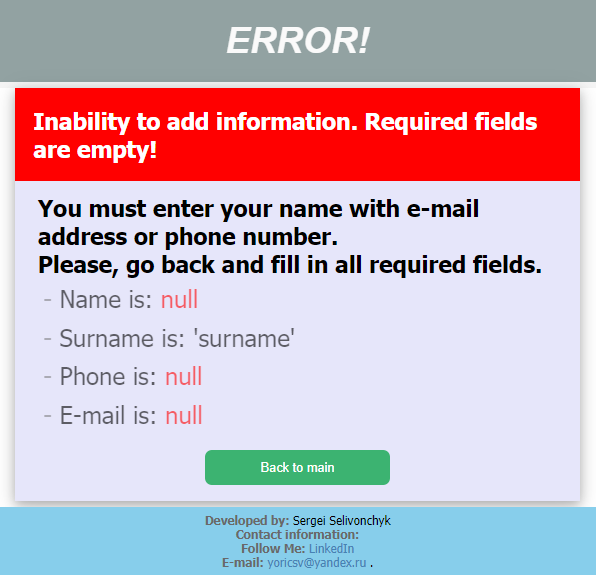 ERROR!
Inability to add information. Required fields
are empty!
You must enter your name with e-mail
address or phone number.
Please, go back and fill in all required fields.
- Name is: null
- Surname is: 'surname'
- Phone is: null
- E-mail is: null
Back to main
Developed by: Sergei Selivonchyk
Contact information:
Follow Me: LinkedIn
E-mail: yoricsv@yandex.ru .